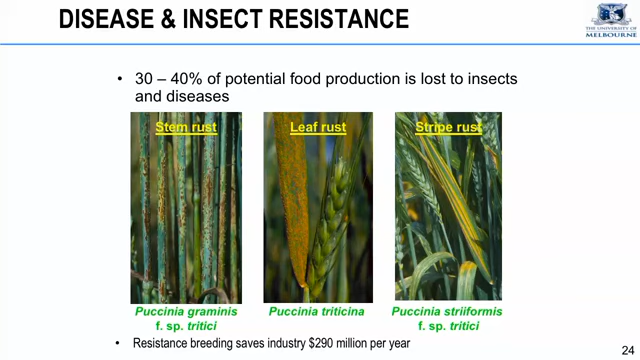 DISEASE & INSECT RESISTANCE
THE UNIVERSITY OF
MELBOURNE
• 30 – 40% of potential food production is lost to insects
and diseases
Stem rust
Leaf rust
Stripe rust
Puccinia graminis
f. sp. tritici
Puccinia triticina
Puccinia striiformis
f. sp. tritici
• Resistance breeding saves industry $290 million per year
24